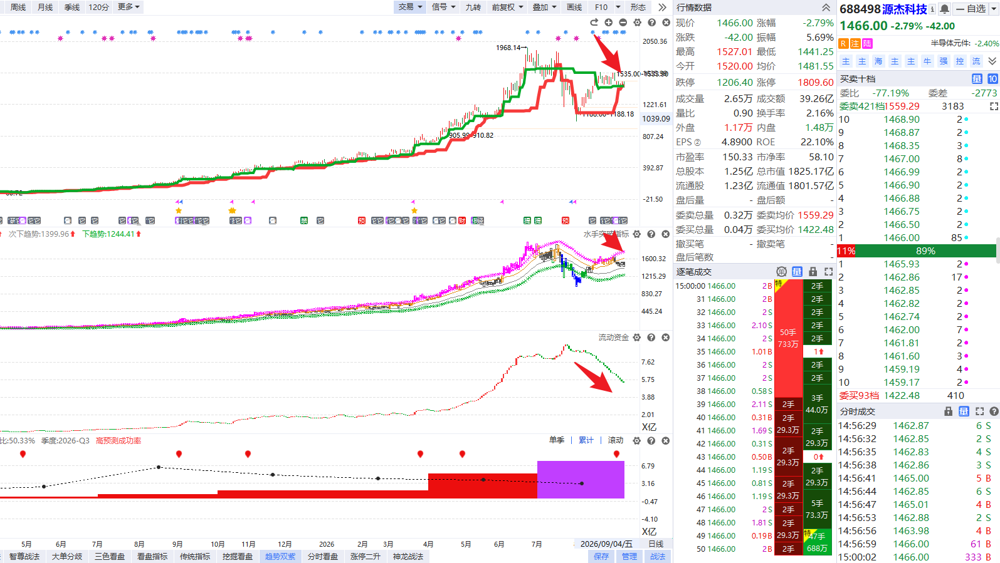 周线 月线 季线 120分 更多
交易 信号 九转 前复权 叠加 画线 F10 形态
2050.36
1968.14
1535.00-1535.90
1221.61
1188.00-1188.18
1039.09
905.99-910.82
807.24
392.87
-21.50
次下趋势:1399.96 下趋势:1244.41
1600.32
1215.29
830.27
445.24
流动资金
7.62
5.75
3.88
2.01
X亿
比:50.33% 季度:2026-Q3 高预测成功率
单季 累计 滚动
6.79
3.16
-0.47
-4.10
X亿
5月 6月 7月 8月 9月 10月 11月 12月 2026 2月 3月 4月 5月 6月 7月 2026/09/04/五 日线
智尊战法 大单分歧 三色看盘 看盘指标 传统指标 挖掘看盘 趋势双紫 分时看盘 涨停二升 神龙战法 保存 管理 战法
行情数据
现价 1466.00 涨幅 -2.79%
涨跌 -42.00 振幅 5.69%
最高 1527.01 最低 1441.25
今开 1520.00 均价 1481.55
跌停 1206.40 涨停 1809.60
成交量 2.65万 成交额 39.26亿
量比 0.90 换手率 2.16%
外盘 1.17万 内盘 1.48万
EPS② 4.8900 ROE 22.10%
市盈率 150.33 市净率 58.10
总股本 1.25亿 总市值 1825.17亿
流通股 1.23亿 流通值 1801.57亿
盘后量 - 盘后额 -
委卖总量 0.32万 委卖均价 1559.29
委买总量 0.04万 委买均价 1422.48
撤买笔 - 撤卖笔 -
盘后笔数 -
逐笔成交 量
15:00:00 1466.00 2 B
31 1466.00 2 B
32 1466.00 2 S
33 1466.00 2.10 S
34 1466.00 2 S
35 1466.00 1.01 B
36 1466.00 2 S
37 1466.00 2 S
38 1466.00 0.58 S
39 1466.00 2.11 S
40 1466.00 0.31 B
41 1466.00 1.69 S
42 1466.00 0.31 S
43 1466.00 0.50 B
44 1466.00 1.19 S
45 1466.00 0.81 S
46 1466.00 1.19 S
47 1466.00 2 S
48 1466.00 1.81 S
49 1466.00 0.19 B
50 1466.00 2 B
特
50手
733万
2手
2手
29.3万
2手
29.3万
2手
29.3万
2手
2手
29.3万
2手
2手
2手
2手
2手
2手
1
2手
2手
3手
44.0万
2手
29.3万
0
2手
29.3万
5手
73.3万
特
47手
688万
688498 源杰科技 自选
1466.00 -2.79% -42.00
R 注 陆 半导体元件: -2.40%
主 主 海 主 主 牛 强 控 流
买卖十档 量 10
委比 -77.19% 委差 -2773
委卖421档 1559.29 3183
10 1468.90 2
9 1468.87 2
8 1468.35 3
7 1467.00 8
6 1466.99 2
5 1466.90 2
4 1466.88 2
3 1466.75 2
2 1466.50 2
1 1466.00 85
11% 89%
1 1465.93 2
2 1462.86 17
3 1462.85 2
4 1462.82 2
5 1462.74 2
6 1462.00 7
7 1461.81 2
8 1461.60 3
9 1459.19 4
10 1459.17 2
委买93档 1422.48 410
分时成交 量
14:56:29 1462.87 6 S
14:56:32 1462.85 2 S
14:56:35 1462.83 4 S
14:56:38 1462.86 3 S
14:56:41 1465.00 5 B
14:56:44 1462.85 6 S
14:56:47 1465.01 4 B
14:56:53 1462.88 2 S
14:56:56 1463.98 4 B
14:56:59 1466.00 61 B
15:00:02 1466.00 333 B